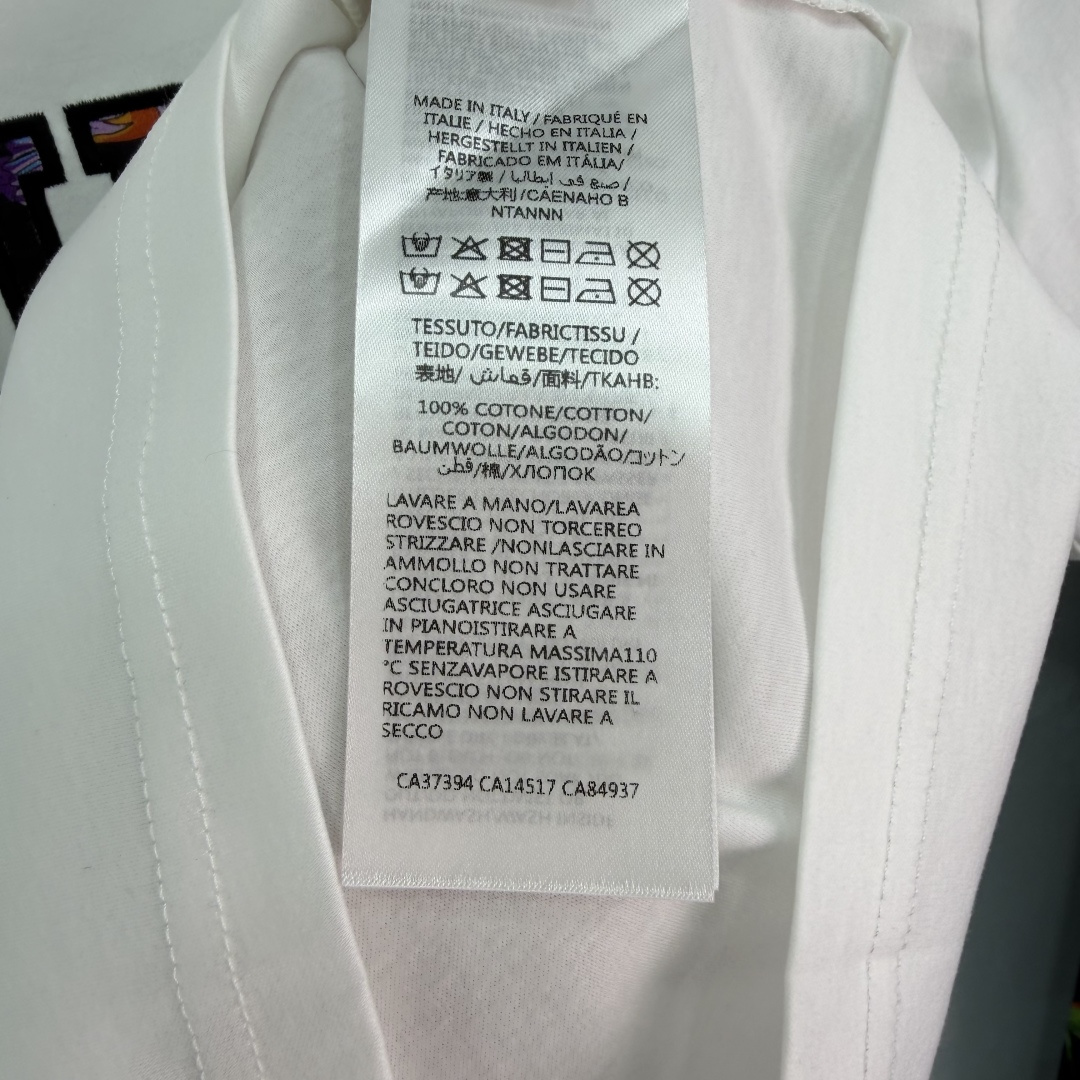 MADE IN ITALY / FABRIQUÉ EN
ITALIE / HECHO EN ITALIA /
HERGESTELLT IN ITALIEN /
FABRICADO EM ITÁLIA/
イタリア製 / صنع في إيطاليا /
产地:意大利/CAENAHO B
NTANNN
TESSUTO/FABRICTISSU /
TEIDO/GEWEBE/TECIDO
表地/ قماش/面料/TKAHB:
100% COTONE/COTTON/
COTON/ALGODON/
BAUMWOLLE/ALGODÃO/コットン
قطن/棉/ХЛОПОК
LAVARE A MANO/LAVAREA
ROVESCIO NON TORCEREO
STRIZZARE /NONLASCIARE IN
AMMOLLO NON TRATTARE
CONCLORO NON USARE
ASCIUGATRICE ASCIUGARE
IN PIANOISTIRARE A
TEMPERATURA MASSIMA110
°C SENZAVAPORE ISTIRARE A
ROVESCIO NON STIRARE IL
RICAMO NON LAVARE A
SECCO
CA37394 CA14517 CA84937